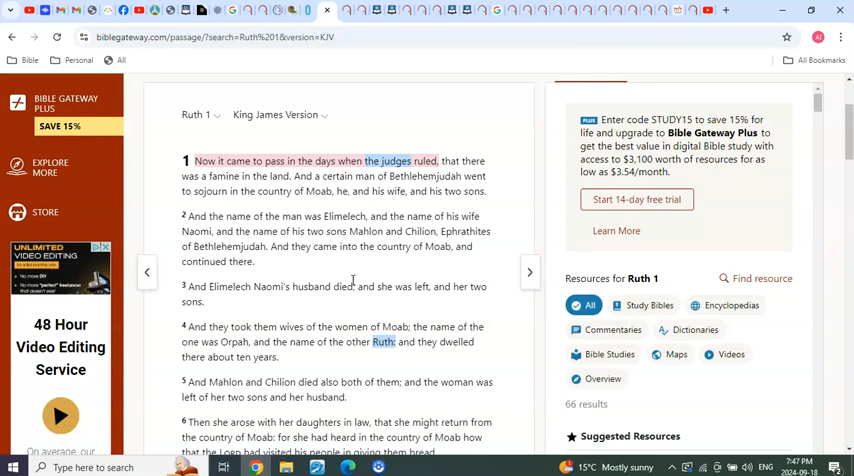 biblegateway.com/passage/?search=Ruth%201&version=KJV
Bible
Personal
All
All Bookmarks
BIBLE GATEWAY
PLUS
SAVE 15%
EXPLORE
MORE
STORE
UNLIMITED
VIDEO EDITING
48 Hour
Video Editing
Service
On average, our
Ruth 1
King James Version
1 Now it came to pass in the days when the judges ruled, that there
was a famine in the land. And a certain man of Bethlehemjudah went
to sojourn in the country of Moab, he, and his wife, and his two sons.
2 And the name of the man was Elimelech, and the name of his wife
Naomi, and the name of his two sons Mahlon and Chilion, Ephrathites
of Bethlehemjudah. And they came into the country of Moab, and
continued there.
3 And Elimelech Naomi's husband died; and she was left, and her two
sons.
4 And they took them wives of the women of Moab; the name of the
one was Orpah, and the name of the other Ruth: and they dwelled
there about ten years.
5 And Mahlon and Chilion died also both of them; and the woman was
left of her two sons and her husband.
6 Then she arose with her daughters in law, that she might return from
the country of Moab: for she had heard in the country of Moab how
that the LORD had visited his people in giving them bread.
PLUS Enter code STUDY15 to save 15% for
life and upgrade to Bible Gateway Plus to
get the best value in digital Bible study with
access to $3,100 worth of resources for as
low as $3.54/month.
Start 14-day free trial
Learn More
Resources for Ruth 1
Find resource
All
Study Bibles
Encyclopedias
Commentaries
Dictionaries
Bible Studies
Maps
Videos
Overview
66 results
Suggested Resources
Type here to search
15°C Mostly sunny
7:47 PM
2024-09-18